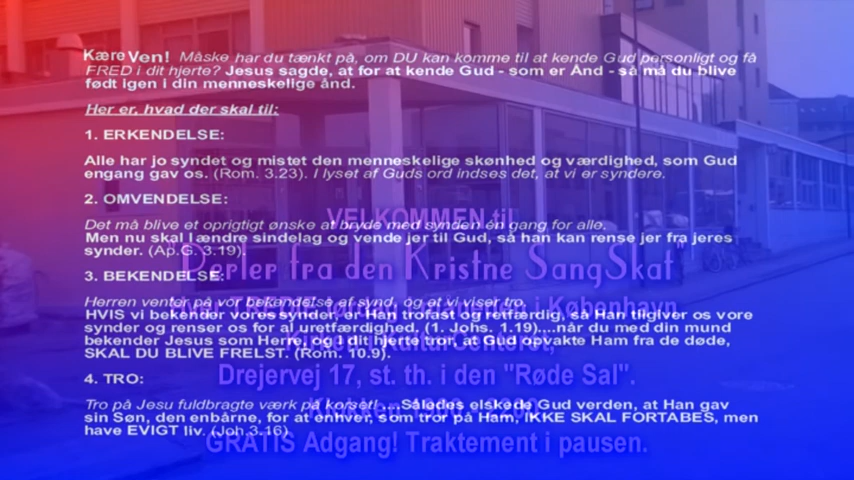 Kære Ven! Måske har du tænkt på, om DU kan komme til at kende Gud personligt og få
FRED i dit hjerte? Jesus sagde, at for at kende Gud - som er Ånd - så må du blive
født igen i din menneskelige ånd.
Her er, hvad der skal til:
1. ERKENDELSE:
Alle har jo syndet og mistet den menneskelige skønhed og værdighed, som Gud
engang gav os. (Rom. 3.23). I lyset af Guds ord indses det, at vi er syndere.
2. OMVENDELSE:
Det må blive et oprigtigt ønske at bryde med synden én gang for alle.
Men nu skal I ændre sindelag og vende jer til Gud, så han kan rense jer fra jeres
synder. (Ap.G. 3.19).
3. BEKENDELSE:
Herren venter på vor bekendelse af synd, og at vi viser tro.
HVIS vi bekender vores synder, er Han trofast og retfærdig, så Han tilgiver os vore
synder og renser os for al uretfærdighed. (1. Johs. 1.19)....når du med din mund
bekender Jesus som Herre, og i dit hjerte tror, at Gud opvakte Ham fra de døde,
SKAL DU BLIVE FRELST. (Rom. 10.9).
4. TRO:
Tro på Jesu fuldbragte værk på korset! ....Således elskede Gud verden, at Han gav
sin Søn, den enbårne, for at enhver, som tror på Ham, IKKE SKAL FORTABES, men
have EVIGT liv. (Joh.3.16).
VELKOMMEN til
"Perler fra den Kristne SangSkat"
i København
Drejervej 17, st. th. i den "Røde Sal".
GRATIS Adgang! Traktement i pausen.